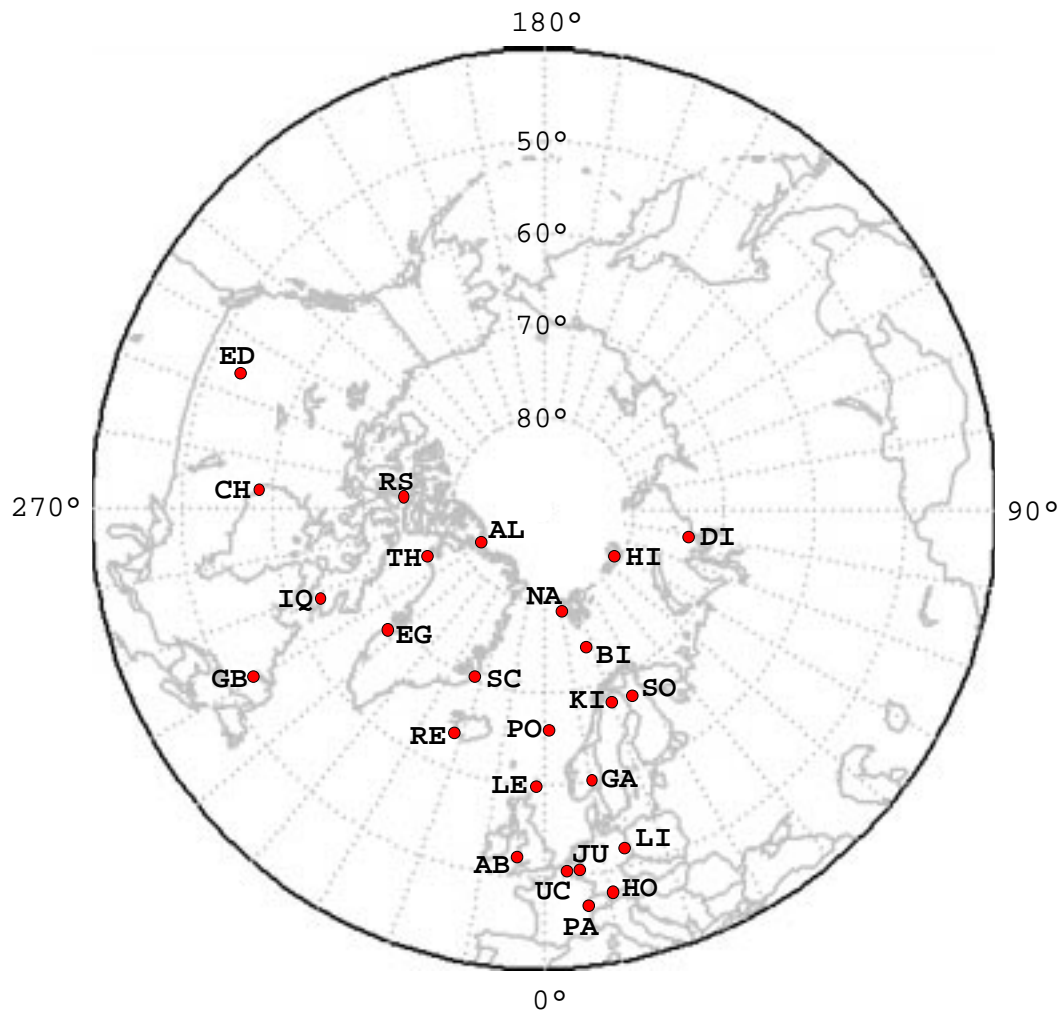 180°
50°
60°
70°
ED
80°
RS
CH
270°
90°
AL
DI
TH
HI
IQ
NA
EG
BI
GB
SC
SO
KI
RE
PO
LE
GA
LI
JU
AB
UC
HO
PA
0°